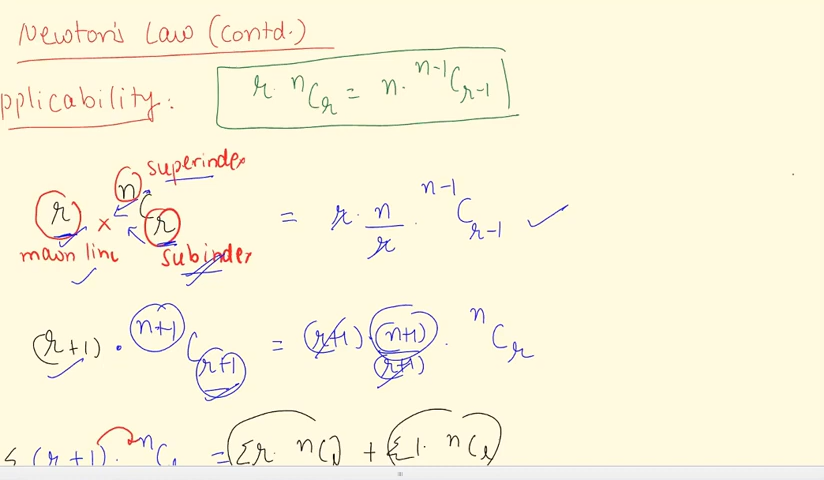 Newton's Law (Contd.)
pplicability: r · ⁿCᵣ = n · ⁿ⁻¹Cᵣ₋₁
superindex
r × ⁿCᵣ = r · n/r · ⁿ⁻¹Cᵣ₋₁
main line subindex
(r+1) · ⁿ⁺¹Cᵣ₊₁ = (r+1) · (n+1)/(r+1) · ⁿCᵣ
(r+1) · ⁿCᵣ = Σr · ⁿCᵣ + Σ1 · ⁿCᵣ